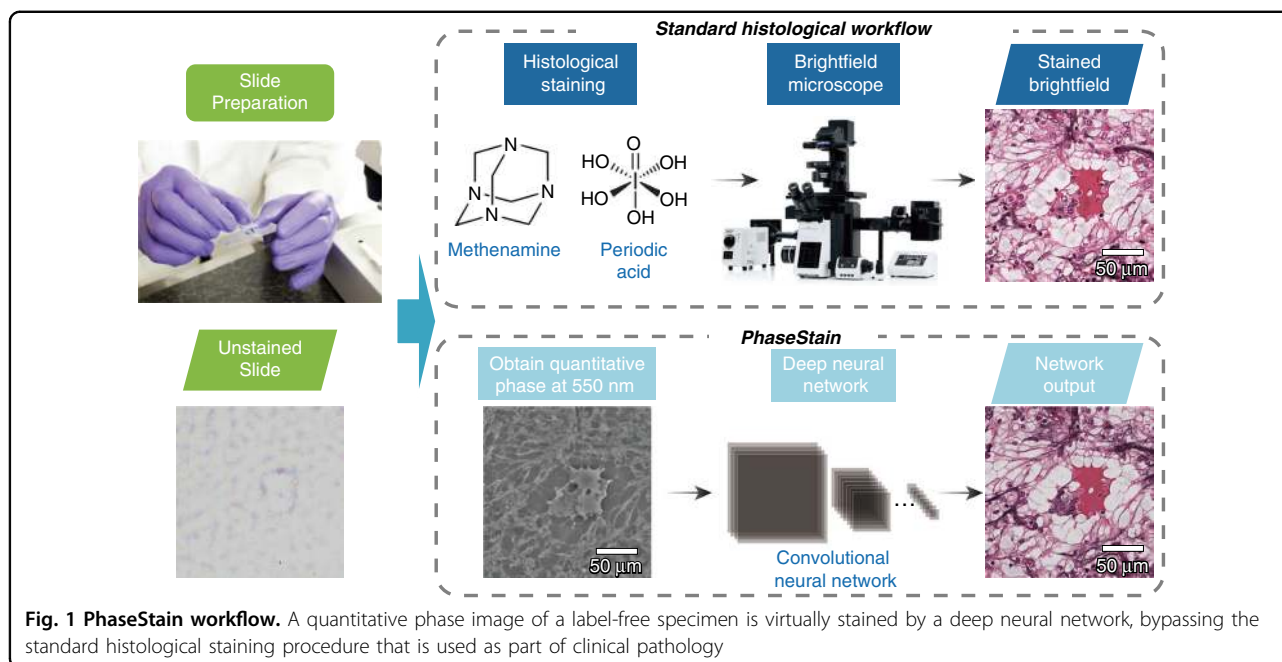 Standard histological workflow
Slide
Preparation
Histological
staining
Brightfield
microscope
Stained
brightfield
N
N
N
N
O
HO
OH
I
HO
OH
OH
Methenamine
Periodic
acid
50 μm
PhaseStain
Unstained
Slide
Obtain quantitative
phase at 550 nm
Deep neural
network
Network
output
...
50 μm
Convolutional
neural network
50 μm
Fig. 1 PhaseStain workflow. A quantitative phase image of a label-free specimen is virtually stained by a deep neural network, bypassing the
standard histological staining procedure that is used as part of clinical pathology